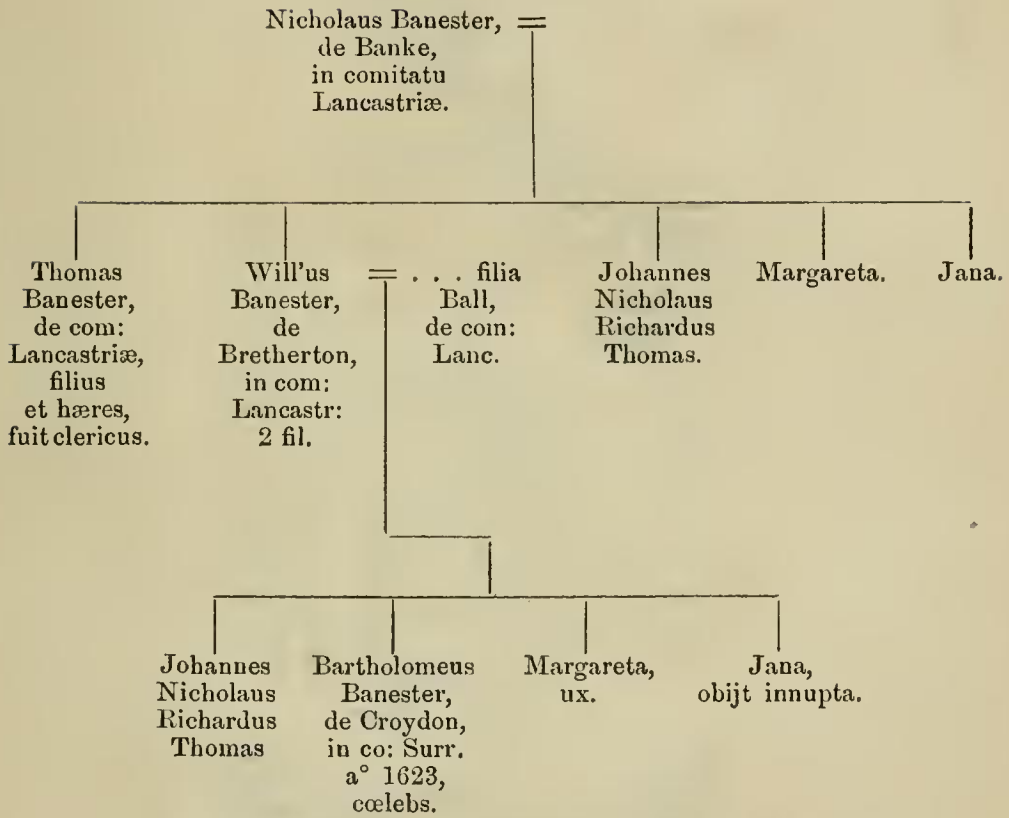 Nicholaus Banester, =
de Banke,
in comitatu
Lancastriæ.
Thomas
Banester,
de com:
Lancastriæ,
filius
et hæres,
fuit clericus.
Will'us
Banester,
de
Bretherton,
in com:
Lancastr:
2 fil.
= . . . filia
Ball,
de com:
Lanc.
Johannes
Nicholaus
Richardus
Thomas.
Margareta.
Jana.
Johannes
Nicholaus
Richardus
Thomas
Bartholomeus
Banester,
de Croydon,
in co: Surr.
a° 1623,
cœlebs.
Margareta,
ux.
Jana,
obijt innupta.